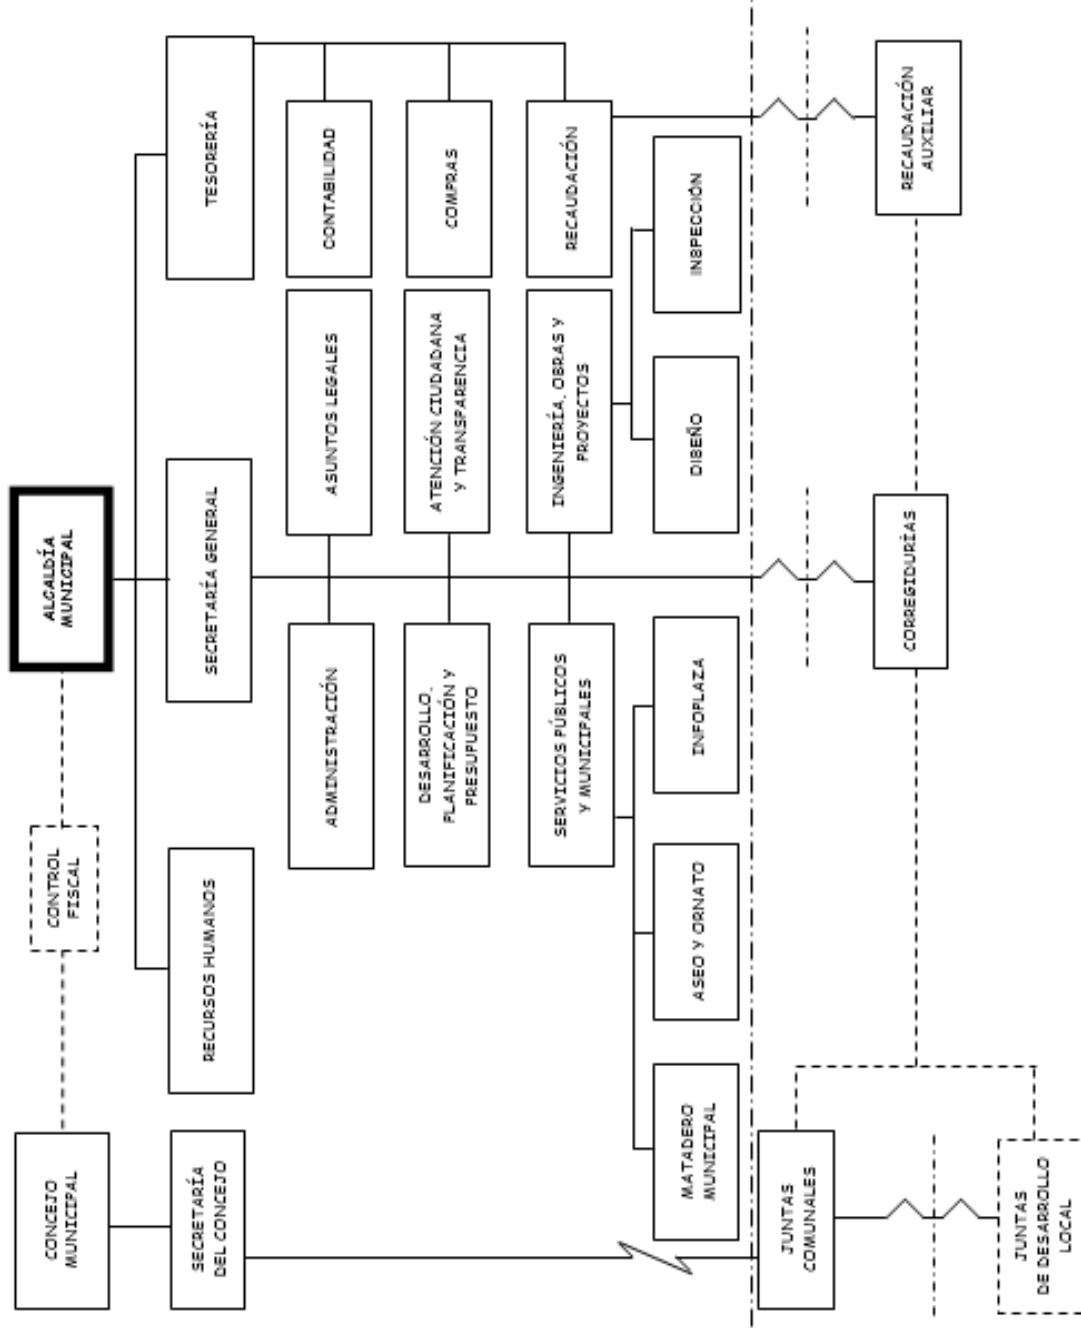 CONCEJO
MUNICIPAL
CONTROL
FISCAL
ALCALDÍA
MUNICIPAL
SECRETARÍA
DEL CONCEJO
RECURSOS HUMANOS
SECRETARÍA GENERAL
TESORERÍA
ADMINISTRACIÓN
ASUNTOS LEGALES
CONTABILIDAD
DESARROLLO,
PLANIFICACIÓN Y
PRESUPUESTO
ATENCIÓN CIUDADANA
Y TRANSPARENCIA
COMPRAS
SERVICIOS PÚBLICOS
Y MUNICIPALES
INGENIERÍA, OBRAS Y
PROYECTOS
RECAUDACIÓN
MATADERO
MUNICIPAL
ASEO Y ORNATO
INFOPLAZA
DISEÑO
INSPECCIÓN
JUNTAS
COMUNALES
CORREGIDURÍAS
RECAUDACIÓN
AUXILIAR
JUNTAS
DE DESARROLLO
LOCAL